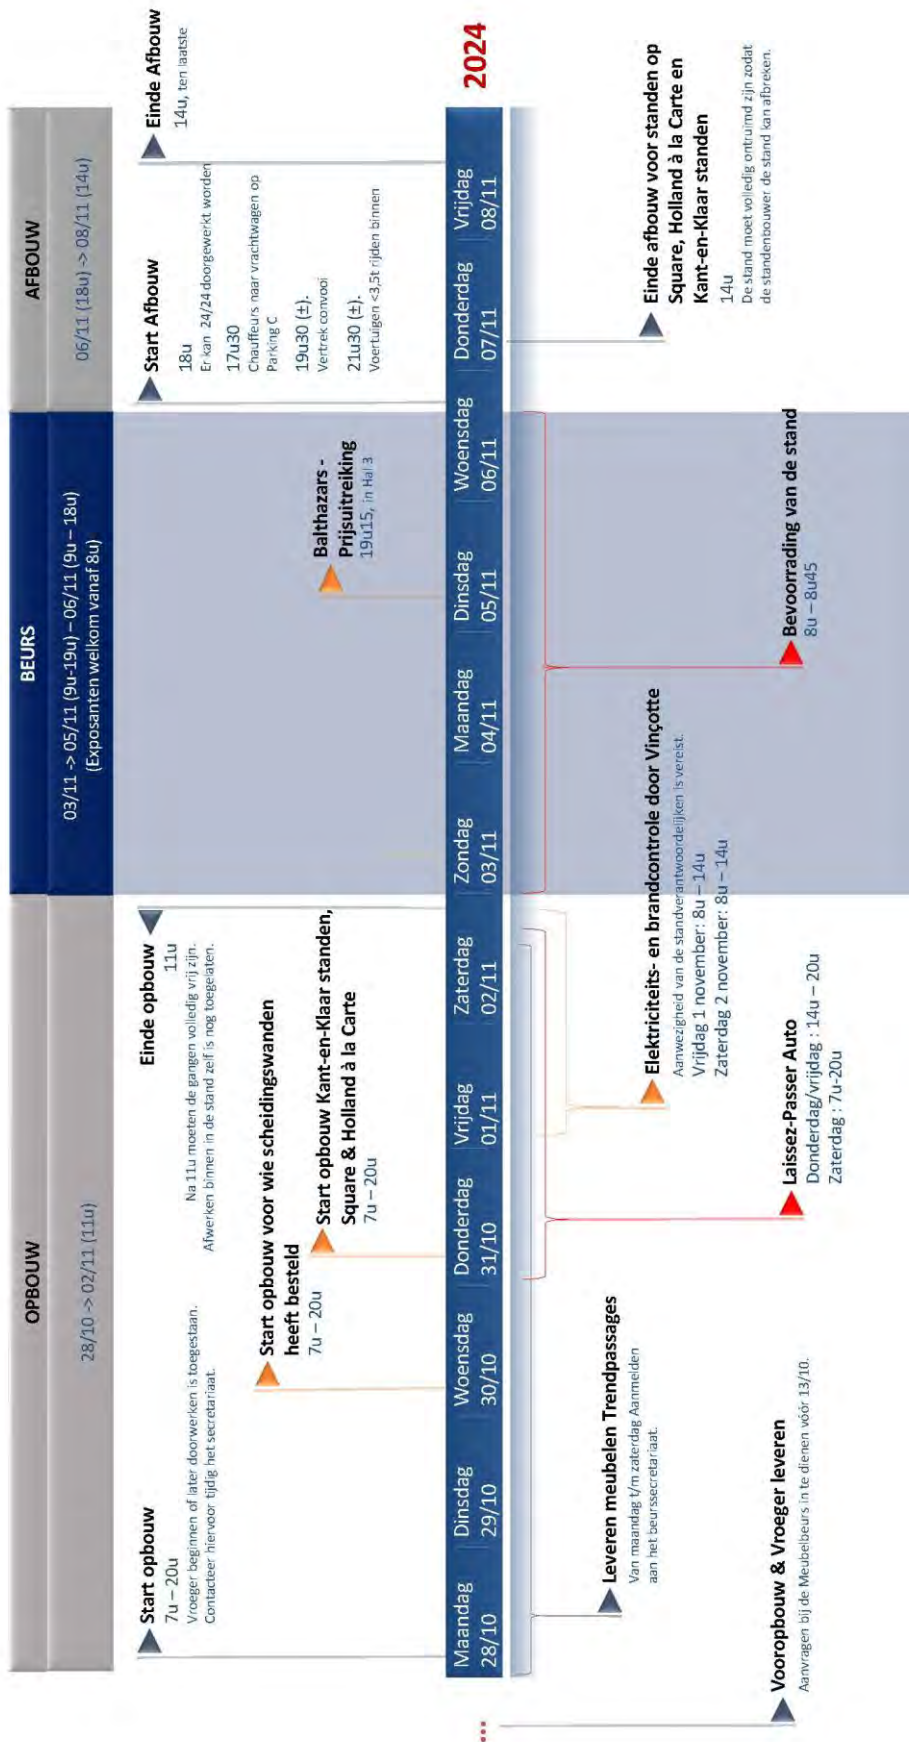 OPBOUW
28/10 -> 02/11 (11u)
BEURS
03/11 -> 05/11 (9u-19u) – 06/11 (9u – 18u)
(Exposanten welkom vanaf 8u)
AFBOUW
06/11 (18u) -> 08/11 (14u)
Start opbouw
7u – 20u
Vroeger beginnen of later doorwerken is toegestaan.
Contacteer hiervoor tijdig het secretariaat.
Einde opbouw
11u
Na 11u moeten de gangen volledig vrij zijn.
Afwerken binnen in de stand zelf is nog toegelaten.
Start Afbouw
18u
Er kan 24/24 doorgewerkt worden
17u30
Chauffeurs naar vrachtwagen op
Parking C
19u30 (±).
Vertrek convooi
21u30 (±).
Voertuigen <3,5t rijden binnen
Einde Afbouw
14u, ten laatste
Start opbouw voor wie scheidingswanden
heeft besteld
7u – 20u
Start opbouw Kant-en-Klaar standen,
Square & Holland à la Carte
7u – 20u
Balthazars -
Prijsuitreiking
19u15, in Hal 3
2024
Maandag
28/10
Dinsdag
29/10
Woensdag
30/10
Donderdag
31/10
Vrijdag
01/11
Zaterdag
02/11
Zondag
03/11
Maandag
04/11
Dinsdag
05/11
Woensdag
06/11
Donderdag
07/11
Vrijdag
08/11
Leveren meubelen Trendpassages
Van maandag t/m zaterdag Aanmelden
aan het beurssecretariaat.
Elektriciteits- en brandcontrole door Vinçotte
Aanwezigheid van de standverantwoordelijken is vereist.
Vrijdag 1 november: 8u – 14u
Zaterdag 2 november: 8u – 14u
Einde afbouw voor standen op
Square, Holland à la Carte en
Kant-en-Klaar standen
14u
De stand moet volledig ontruimd zijn zodat
de standenbouwer de stand kan afbreken.
Vooropbouw & Vroeger leveren
Aanvragen bij de Meubelbeurs in te dienen vóór 13/10.
Laissez-Passer Auto
Donderdag/vrijdag : 14u – 20u
Zaterdag : 7u-20u
Bevoorrading van de stand
8u – 8u45